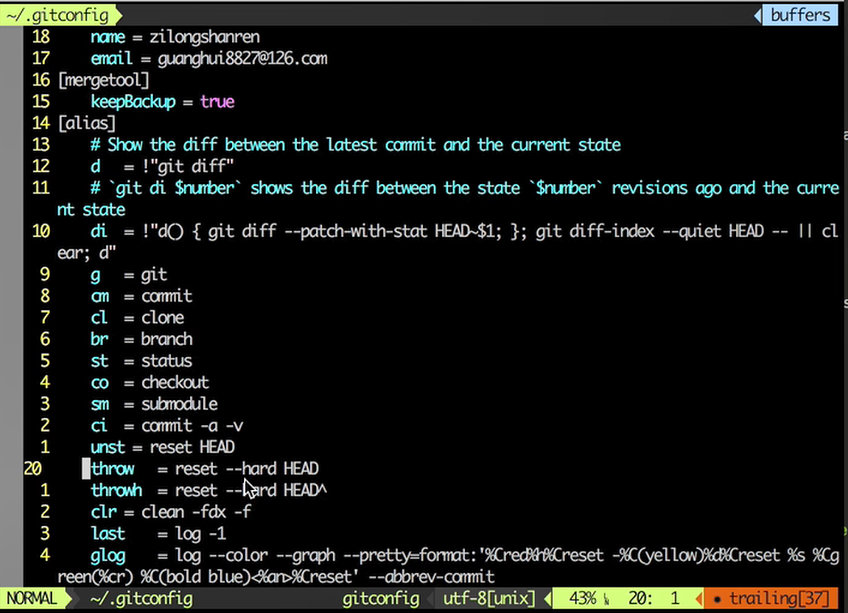 ~/.gitconfig buffers
18 name = zilongshanren
17 email = guanghui8827@126.com
16 [mergetool]
15 keepBackup = true
14 [alias]
13 # Show the diff between the latest commit and the current state
12 d = !"git diff"
11 # `git di $number` shows the diff between the state `$number` revisions ago and the curre
nt state
10 di = !"d() { git diff --patch-with-stat HEAD~$1; }; git diff-index --quiet HEAD -- || cl
ear; d"
9 g = git
8 cm = commit
7 cl = clone
6 br = branch
5 st = status
4 co = checkout
3 sm = submodule
2 ci = commit -a -v
1 unst = reset HEAD
20 throw = reset --hard HEAD
1 throwh = reset --hard HEAD^
2 clr = clean -fdx -f
3 last = log -1
4 glog = log --color --graph --pretty=format:'%Cred%h%Creset -%C(yellow)%d%Creset %s %Cg
reen(%cr) %C(bold blue)<%an>%Creset' --abbrev-commit
NORMAL ~/.gitconfig gitconfig utf-8[unix] 43% 20: 1 trailing[37]